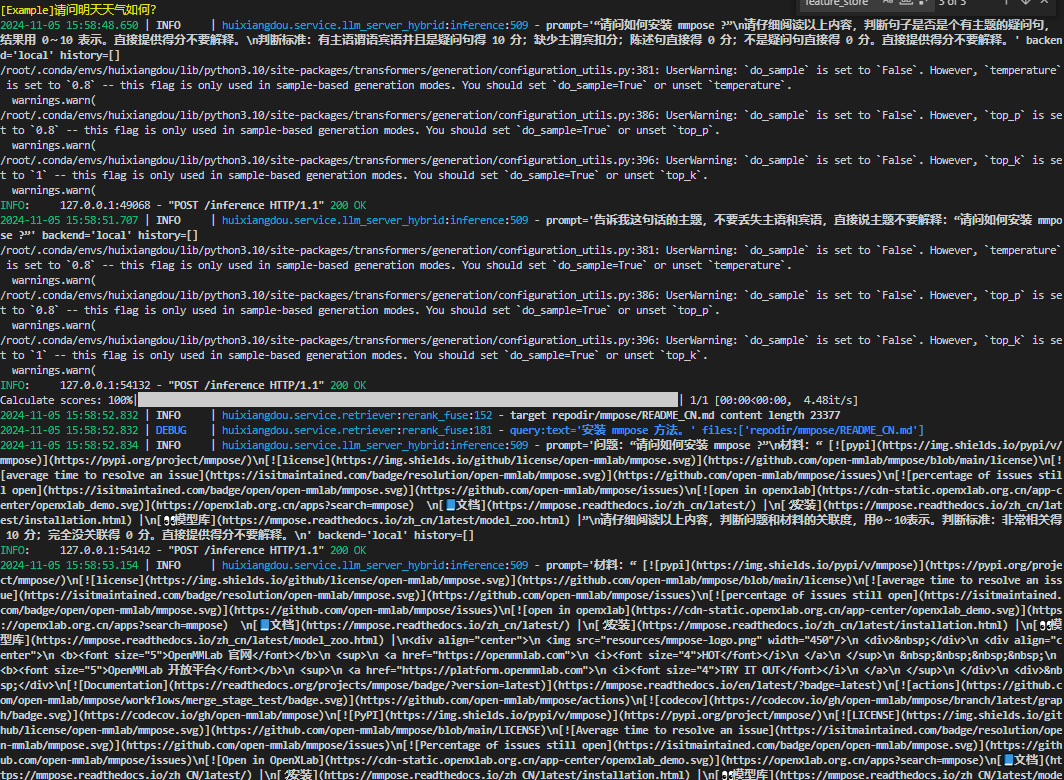 [Example]请问明天天气如何?
feature_store
3 of 3
2024-11-05 15:58:48.650 | INFO     | huixiangdou.service.llm_server_hybrid:inference:509 - prompt='“请问如何安装 mmpose ?”\n请仔细阅读以上内容，判断句子是否是个有主题的疑问句，
结果用 0~10 表示。直接提供得分不要解释。\n判断标准：有主语谓语宾语并且是疑问句得 10 分；缺少主谓宾扣分；陈述句直接得 0 分；不是疑问句直接得 0 分。直接提供得分不要解释。' backen
d='local' history=[]
/root/.conda/envs/huixiangdou/lib/python3.10/site-packages/transformers/generation/configuration_utils.py:381: UserWarning: `do_sample` is set to `False`. However, `temperature`
 is set to `0.8` -- this flag is only used in sample-based generation modes. You should set `do_sample=True` or unset `temperature`.
  warnings.warn(
/root/.conda/envs/huixiangdou/lib/python3.10/site-packages/transformers/generation/configuration_utils.py:386: UserWarning: `do_sample` is set to `False`. However, `top_p` is se
t to `0.8` -- this flag is only used in sample-based generation modes. You should set `do_sample=True` or unset `top_p`.
  warnings.warn(
/root/.conda/envs/huixiangdou/lib/python3.10/site-packages/transformers/generation/configuration_utils.py:396: UserWarning: `do_sample` is set to `False`. However, `top_k` is se
t to `1` -- this flag is only used in sample-based generation modes. You should set `do_sample=True` or unset `top_k`.
  warnings.warn(
INFO:     127.0.0.1:49068 - "POST /inference HTTP/1.1" 200 OK
2024-11-05 15:58:51.707 | INFO     | huixiangdou.service.llm_server_hybrid:inference:509 - prompt='告诉我这句话的主题，不要丢失主语和宾语，直接说主题不要解释：“请问如何安装 mmpo
se ?”' backend='local' history=[]
/root/.conda/envs/huixiangdou/lib/python3.10/site-packages/transformers/generation/configuration_utils.py:381: UserWarning: `do_sample` is set to `False`. However, `temperature`
 is set to `0.8` -- this flag is only used in sample-based generation modes. You should set `do_sample=True` or unset `temperature`.
  warnings.warn(
/root/.conda/envs/huixiangdou/lib/python3.10/site-packages/transformers/generation/configuration_utils.py:386: UserWarning: `do_sample` is set to `False`. However, `top_p` is se
t to `0.8` -- this flag is only used in sample-based generation modes. You should set `do_sample=True` or unset `top_p`.
  warnings.warn(
/root/.conda/envs/huixiangdou/lib/python3.10/site-packages/transformers/generation/configuration_utils.py:396: UserWarning: `do_sample` is set to `False`. However, `top_k` is se
t to `1` -- this flag is only used in sample-based generation modes. You should set `do_sample=True` or unset `top_k`.
  warnings.warn(
INFO:     127.0.0.1:54132 - "POST /inference HTTP/1.1" 200 OK
Calculate scores: 100%| | 1/1 [00:00<00:00,  4.48it/s]
2024-11-05 15:58:52.832 | INFO     | huixiangdou.service.retriever:rerank_fuse:152 - target repodir/mmpose/README_CN.md content length 23377
2024-11-05 15:58:52.832 | DEBUG    | huixiangdou.service.retriever:rerank_fuse:181 - query:text='安装 mmpose 方法。' files:['repodir/mmpose/README_CN.md']
2024-11-05 15:58:52.834 | INFO     | huixiangdou.service.llm_server_hybrid:inference:509 - prompt='问题：“请问如何安装 mmpose ?”\n材料：“ [![pypi](https://img.shields.io/pypi/v/
mmpose)](https://pypi.org/project/mmpose/)\n[![license](https://img.shields.io/github/license/open-mmlab/mmpose.svg)](https://github.com/open-mmlab/mmpose/blob/main/license)\n[!
[average time to resolve an issue](https://isitmaintained.com/badge/resolution/open-mmlab/mmpose.svg)](https://github.com/open-mmlab/mmpose/issues)\n[![percentage of issues stil
l open](https://isitmaintained.com/badge/open/open-mmlab/mmpose.svg)](https://github.com/open-mmlab/mmpose/issues)\n[![open in openxlab](https://cdn-static.openxlab.org.cn/app-c
enter/openxlab_demo.svg)](https://openxlab.org.cn/apps?search=mmpose)  \n[📘文档](https://mmpose.readthedocs.io/zh_cn/latest/) |\n[🛠️安装](https://mmpose.readthedocs.io/zh_cn/lat
est/installation.html) |\n[👀模型库](https://mmpose.readthedocs.io/zh_cn/latest/model_zoo.html) |”\n请仔细阅读以上内容，判断问题和材料的关联度，用0～10表示。判断标准：非常相关得
 10 分；完全没关联得 0 分。直接提供得分不要解释。\n' backend='local' history=[]
INFO:     127.0.0.1:54142 - "POST /inference HTTP/1.1" 200 OK
2024-11-05 15:58:53.154 | INFO     | huixiangdou.service.llm_server_hybrid:inference:509 - prompt='材料：“ [![pypi](https://img.shields.io/pypi/v/mmpose)](https://pypi.org/proje
ct/mmpose/)\n[![license](https://img.shields.io/github/license/open-mmlab/mmpose.svg)](https://github.com/open-mmlab/mmpose/blob/main/license)\n[![average time to resolve an iss
ue](https://isitmaintained.com/badge/resolution/open-mmlab/mmpose.svg)](https://github.com/open-mmlab/mmpose/issues)\n[![percentage of issues still open](https://isitmaintained.
com/badge/open/open-mmlab/mmpose.svg)](https://github.com/open-mmlab/mmpose/issues)\n[![open in openxlab](https://cdn-static.openxlab.org.cn/app-center/openxlab_demo.svg)](https
://openxlab.org.cn/apps?search=mmpose)  \n[📘文档](https://mmpose.readthedocs.io/zh_cn/latest/) |\n[🛠️安装](https://mmpose.readthedocs.io/zh_cn/latest/installation.html) |\n[👀模
型库](https://mmpose.readthedocs.io/zh_cn/latest/model_zoo.html) |\n<div align="center">\n <img src="resources/mmpose-logo.png" width="450"/>\n <div>&nbsp;</div>\n <div align="c
enter">\n <b><font size="5">OpenMMLab 官网</font></b>\n <sup>\n <a href="https://openmmlab.com">\n <i><font size="4">HOT</font></i>\n </a>\n </sup>\n &nbsp;&nbsp;&nbsp;&nbsp;\n
<b><font size="5">OpenMMLab 开放平台</font></b>\n <sup>\n <a href="https://platform.openmmlab.com">\n <i><font size="4">TRY IT OUT</font></i>\n </a>\n </sup>\n </div>\n <div>&nb
sp;</div>\n[![Documentation](https://readthedocs.org/projects/mmpose/badge/?version=latest)](https://mmpose.readthedocs.io/en/latest/?badge=latest)\n[![actions](https://github.c
om/open-mmlab/mmpose/workflows/merge_stage_test/badge.svg)](https://github.com/open-mmlab/mmpose/actions)\n[![codecov](https://codecov.io/gh/open-mmlab/mmpose/branch/latest/grap
h/badge.svg)](https://codecov.io/gh/open-mmlab/mmpose)\n[![PyPI](https://img.shields.io/pypi/v/mmpose)](https://pypi.org/project/mmpose/)\n[![LICENSE](https://img.shields.io/git
hub/license/open-mmlab/mmpose.svg)](https://github.com/open-mmlab/mmpose/blob/main/LICENSE)\n[![Average time to resolve an issue](https://isitmaintained.com/badge/resolution/ope
n-mmlab/mmpose.svg)](https://github.com/open-mmlab/mmpose/issues)\n[![Percentage of issues still open](https://isitmaintained.com/badge/open/open-mmlab/mmpose.svg)](https://gith
ub.com/open-mmlab/mmpose/issues)\n[![Open in OpenXLab](https://cdn-static.openxlab.org.cn/app-center/openxlab_demo.svg)](https://openxlab.org.cn/apps?search=mmpose)\n[📘文档](ht
tps://mmpose.readthedocs.io/zh_CN/latest/) |\n[🛠️安装](https://mmpose.readthedocs.io/zh_CN/latest/installation.html) |\n[👀模型库](https://mmpose.readthedocs.io/zh_CN/latest/mode